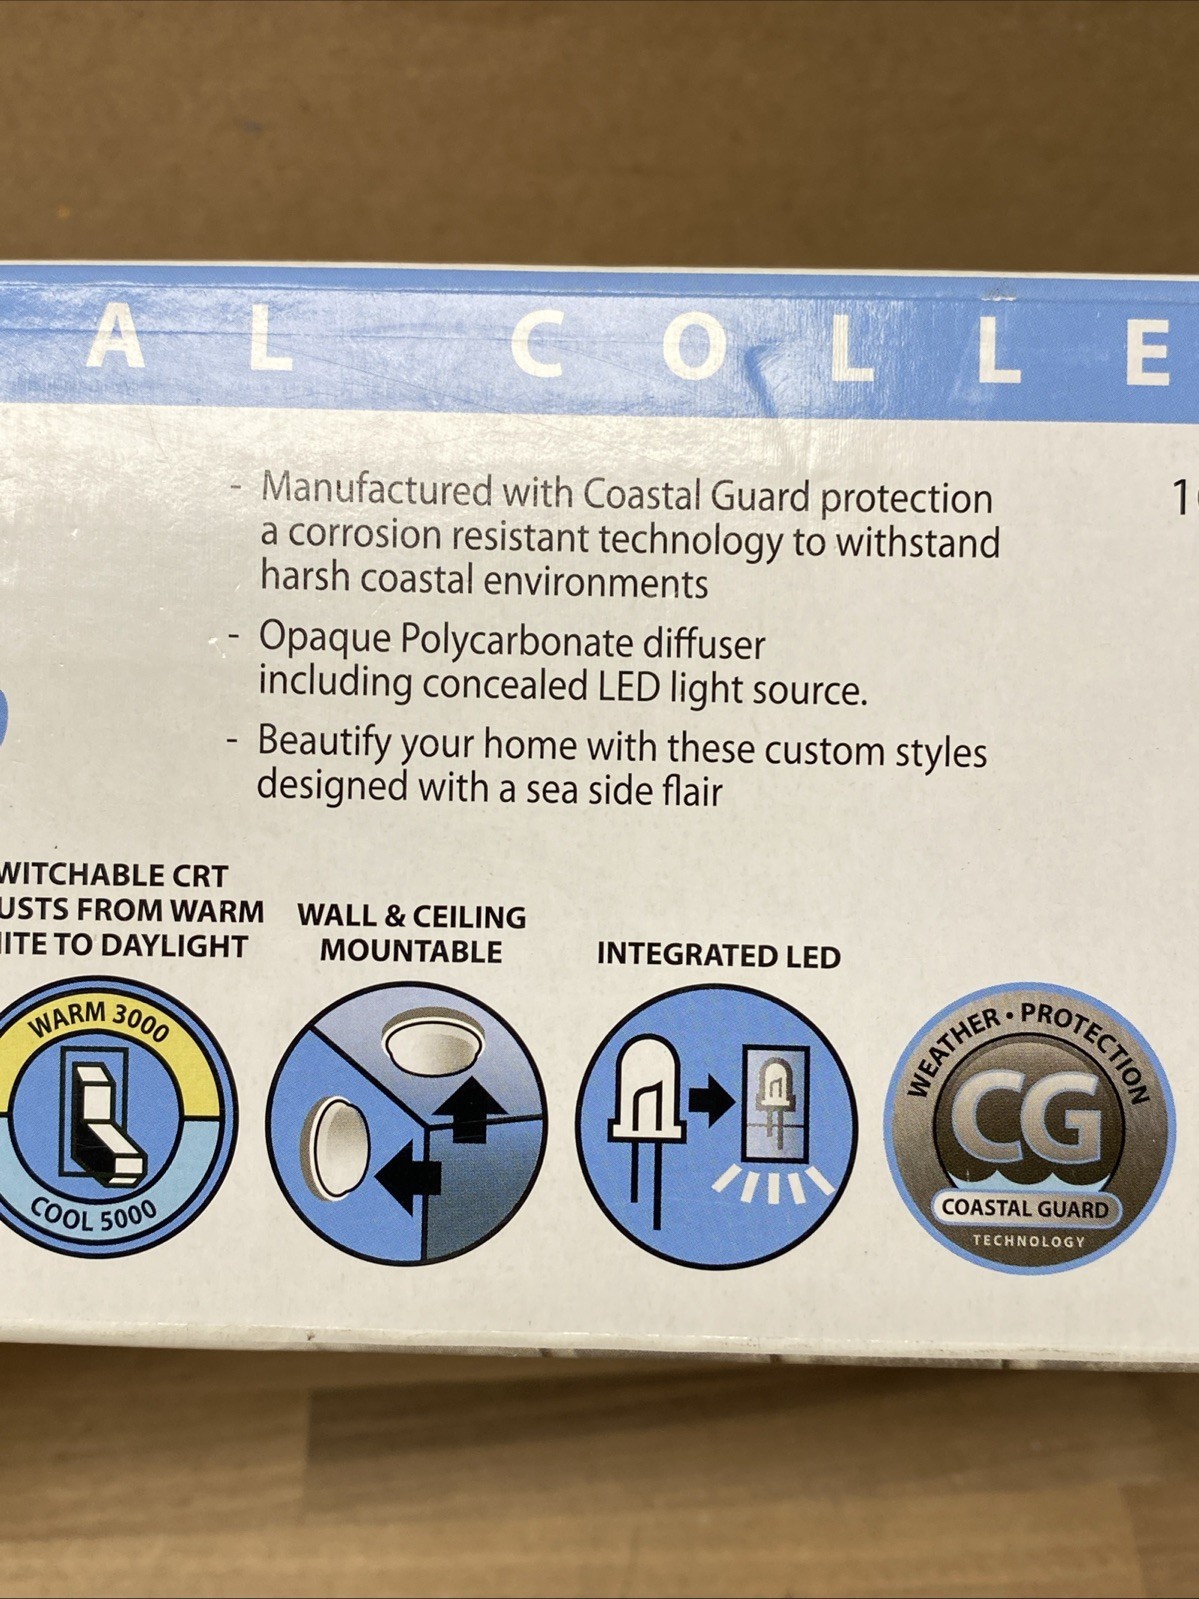 A L C O L L E
- Manufactured with Coastal Guard protection
a corrosion resistant technology to withstand
harsh coastal environments
- Opaque Polycarbonate diffuser
including concealed LED light source.
- Beautify your home with these custom styles
designed with a sea side flair
WITCHABLE CRT
USTS FROM WARM
ITE TO DAYLIGHT
WARM 3000
COOL 5000
WALL & CEILING
MOUNTABLE
INTEGRATED LED
WEATHER • PROTECTION
CG
COASTAL GUARD
TECHNOLOGY